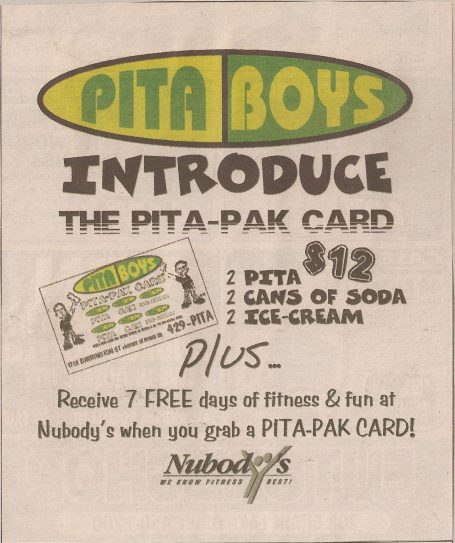 PITA BOYS
INTRODUCE
THE PITA-PAK CARD
PITA BOYS
PITA-PAK CARD
PITA
429-PITA
$12
2 PITA
2 CANS OF SODA
2 ICE-CREAM
PLUS...
Receive 7 FREE days of fitness & fun at
Nubody's when you grab a PITA-PAK CARD!
Nubody's
WE KNOW FITNESS BEST!